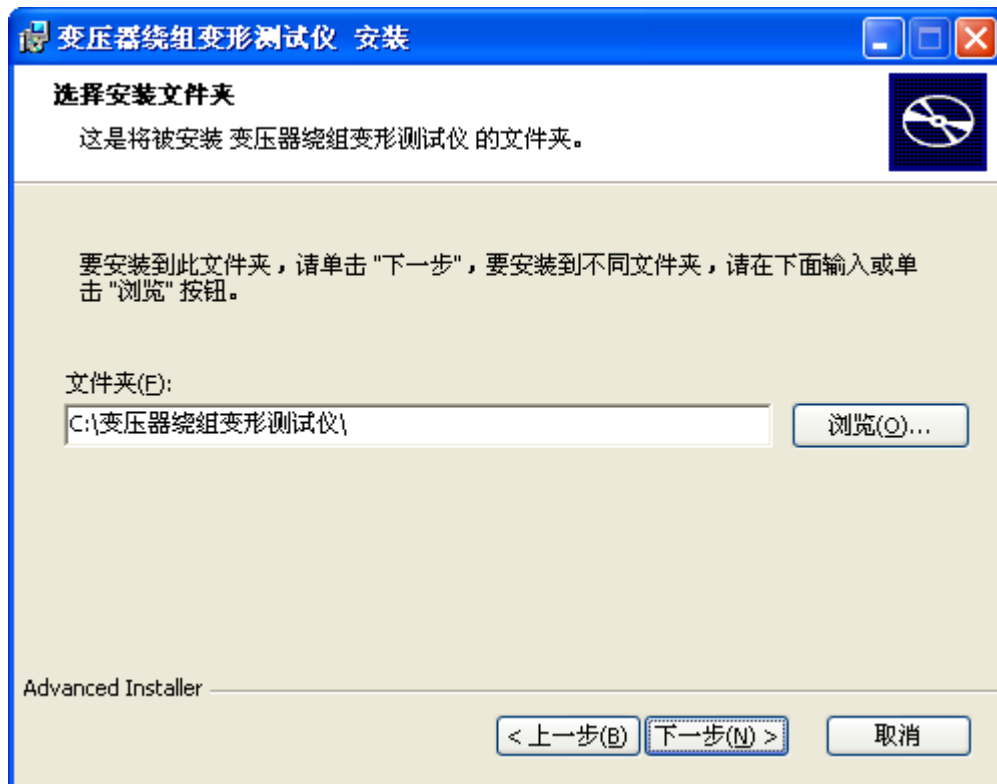 变压器绕组变形测试仪 安装
选择安装文件夹
这是将被安装 变压器绕组变形测试仪 的文件夹。
要安装到此文件夹，请单击 "下一步"，要安装到不同文件夹，请在下面输入或单
击 "浏览" 按钮。
文件夹(F):
C:\变压器绕组变形测试仪\
浏览(O)...
Advanced Installer
< 上一步(B)
下一步(N) >
取消